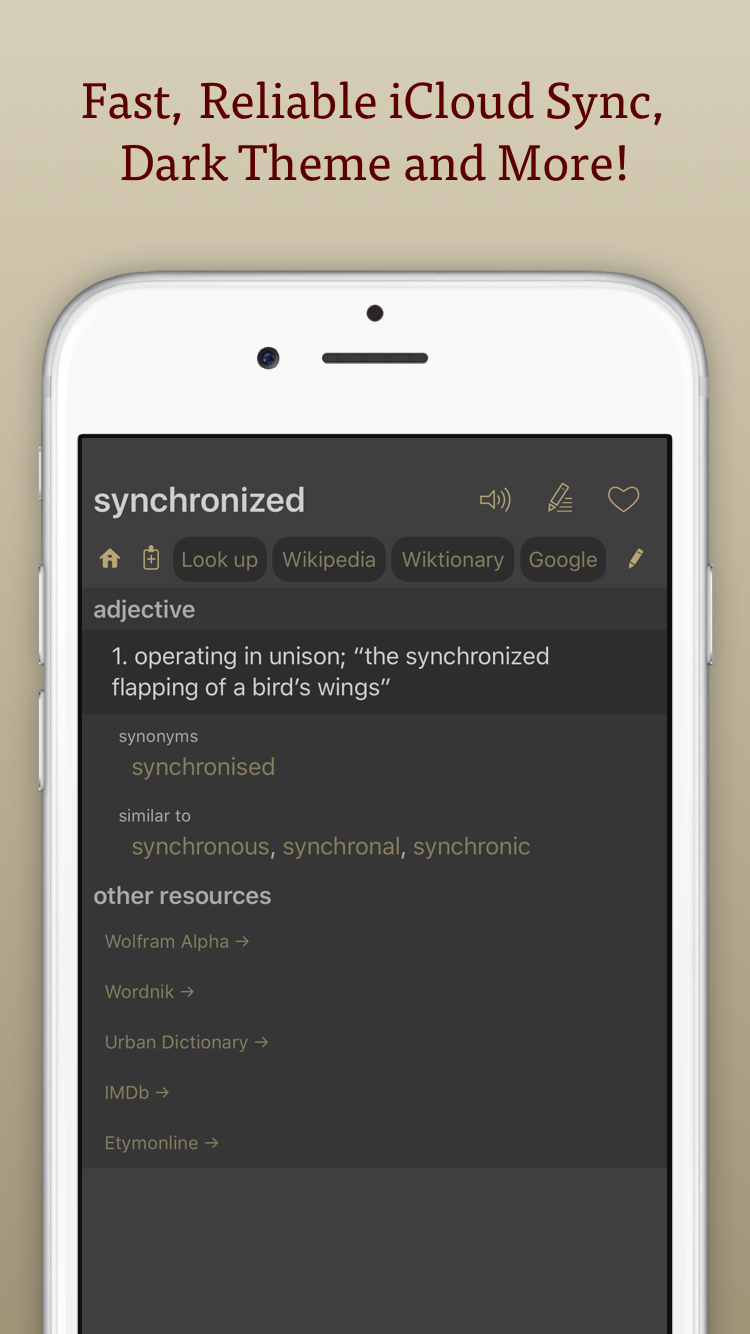 Fast, Reliable iCloud Sync,
Dark Theme and More!
synchronized
Look up Wikipedia Wiktionary Google
adjective
1. operating in unison; “the synchronized
flapping of a bird’s wings”
synonyms
synchronised
similar to
synchronous, synchronal, synchronic
other resources
Wolfram Alpha →
Wordnik →
Urban Dictionary →
IMDb →
Etymonline →